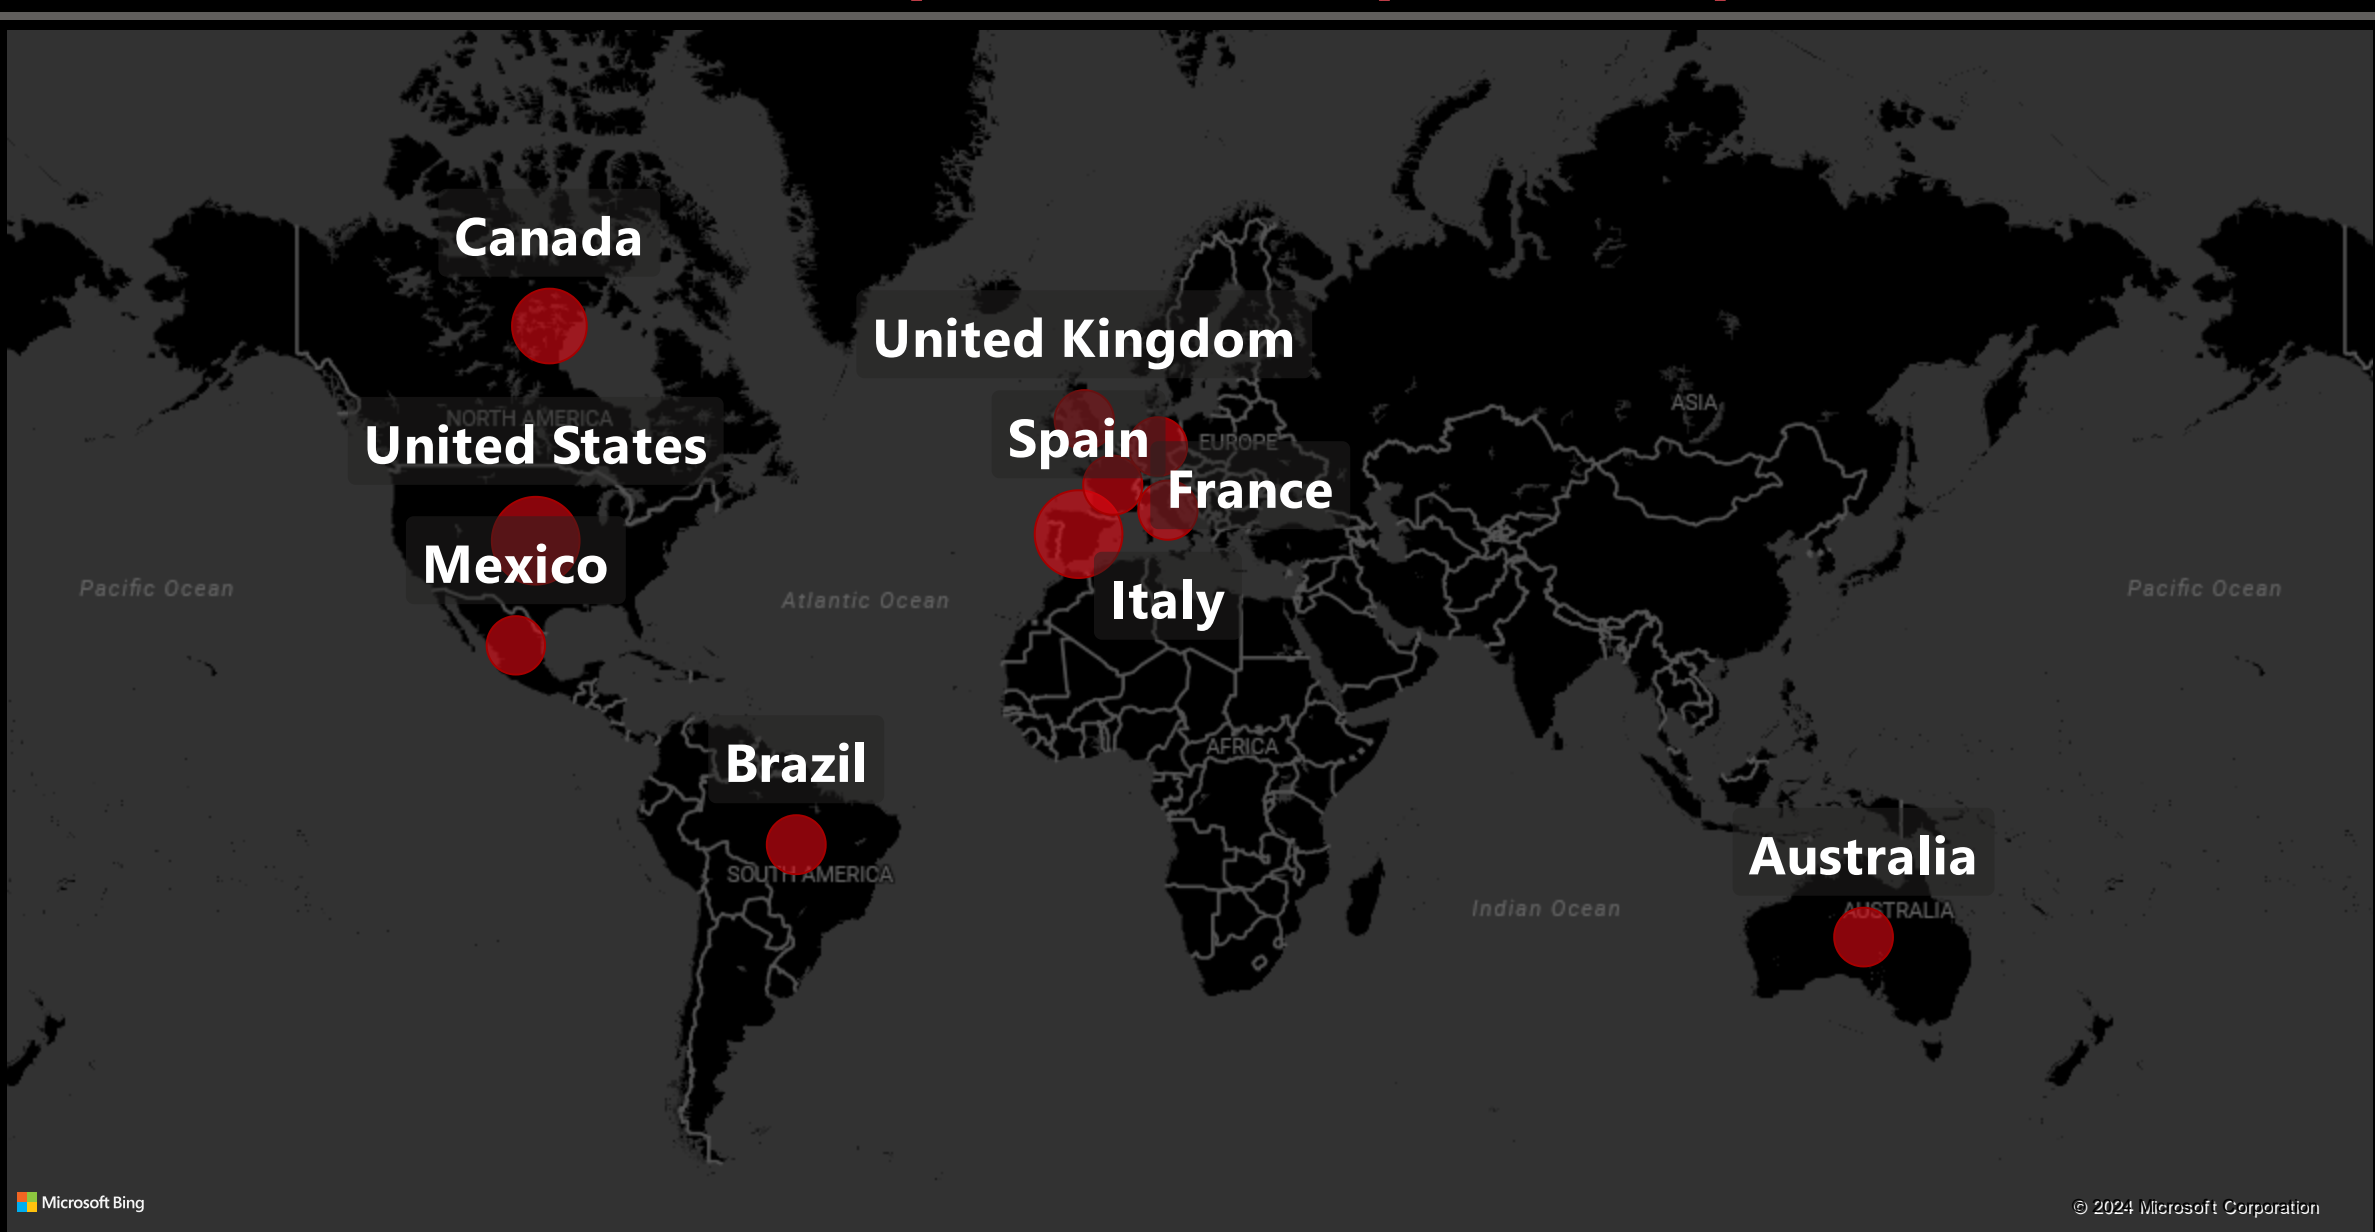 Canada
United Kingdom
NORTH AMERICA
United States
ASIA
Spain
EUROPE
France
Mexico
Pacific Ocean
Atlantic Ocean
Italy
Pacific Ocean
AFRICA
Brazil
SOUTH AMERICA
Australia
Indian Ocean
AUSTRALIA
Microsoft Bing
© 2024 Microsoft Corporation